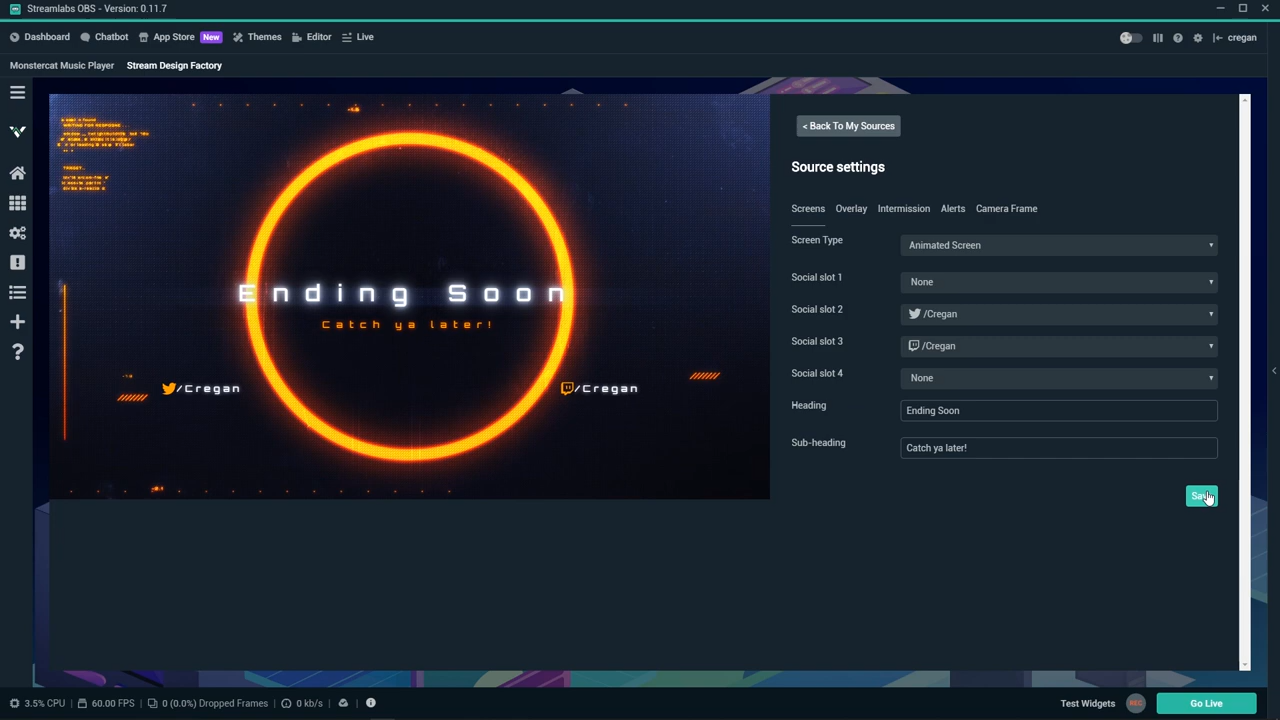 Streamlabs OBS - Version: 0.11.7
Dashboard Chatbot App Store New Themes Editor Live
cregan
Monstercat Music Player Stream Design Factory
< Back To My Sources
Source settings
Screens Overlay Intermission Alerts Camera Frame
Screen Type Animated Screen
Social slot 1 None
Social slot 2 /Cregan
Social slot 3 /Cregan
Social slot 4 None
Heading Ending Soon
Sub-heading Catch ya later!
Ending Soon
Catch ya later!
/Cregan /Cregan
3.5% CPU 60.00 FPS 0 (0.0%) Dropped Frames 0 kb/s
Test Widgets REC Go Live